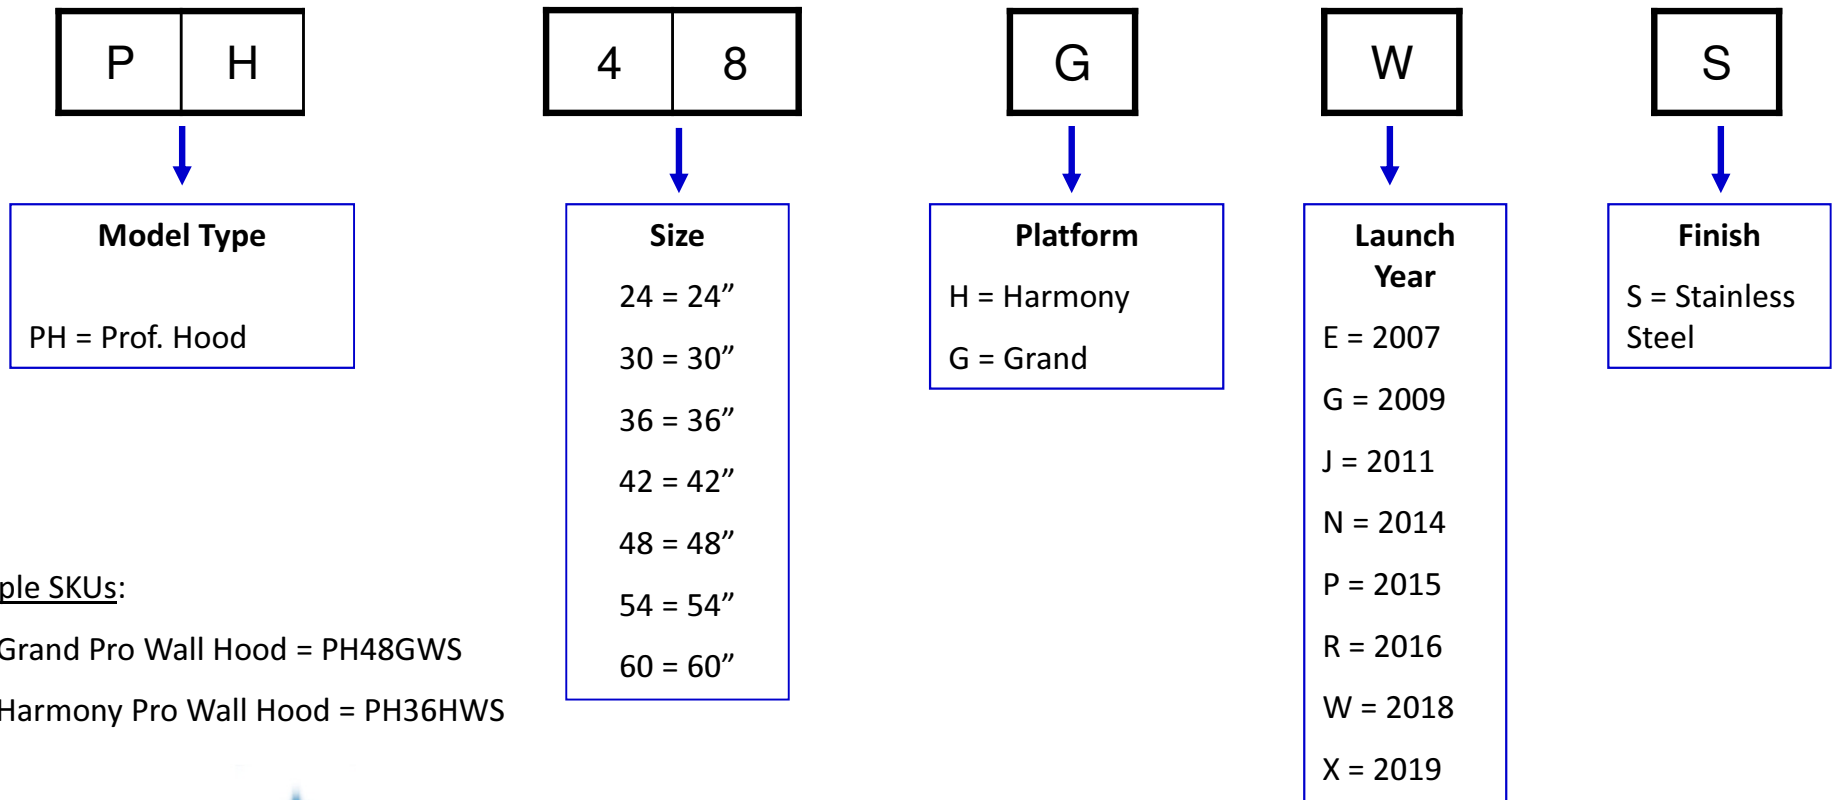 P H 4 8 G W S
Model Type
PH = Prof. Hood
Size
24 = 24”
30 = 30”
36 = 36”
42 = 42”
48 = 48”
54 = 54”
60 = 60”
Platform
H = Harmony
G = Grand
Launch
Year
E = 2007
G = 2009
J = 2011
N = 2014
P = 2015
R = 2016
W = 2018
X = 2019
Finish
S = Stainless
Steel
ple SKUs:
Grand Pro Wall Hood = PH48GWS
Harmony Pro Wall Hood = PH36HWS